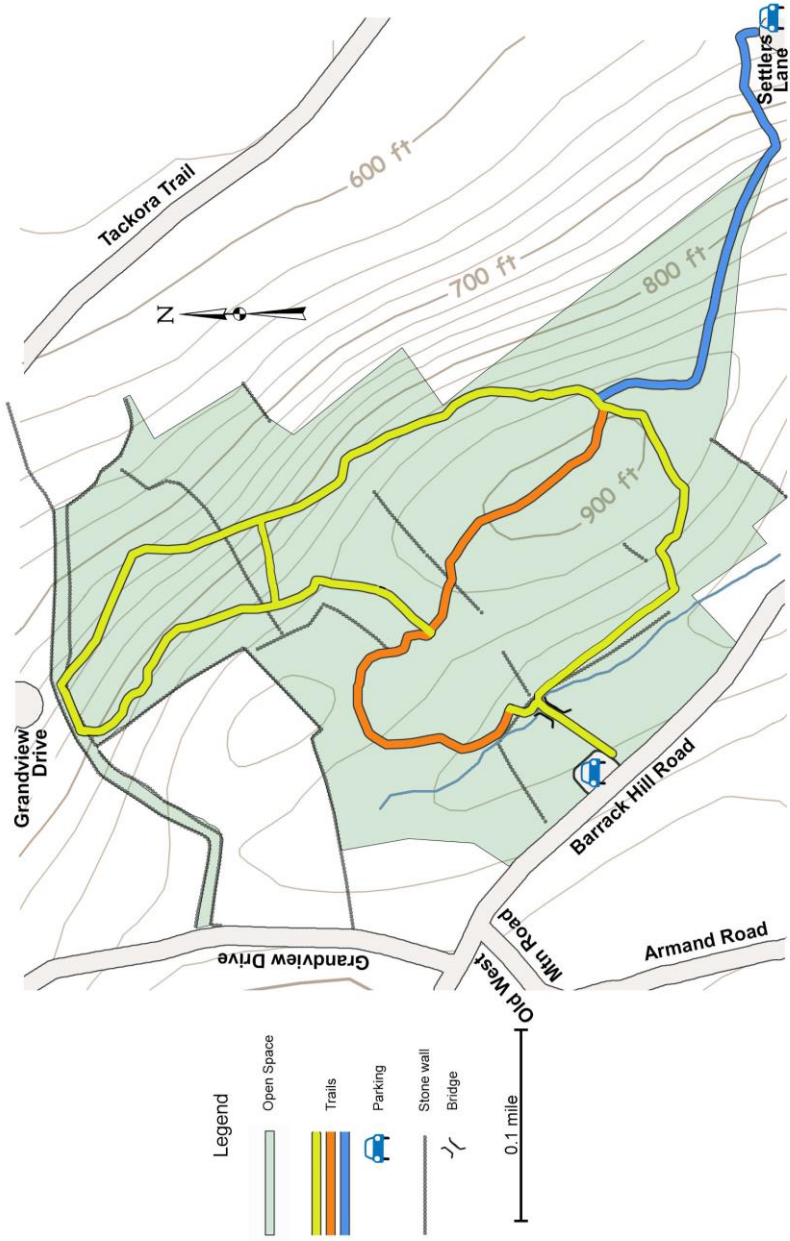 Grandview
Drive
Tackora Trail
N
600 ft
700 ft
800 ft
900 ft
Settlers
Lane
Grandview Drive
Barrack Hill Road
Old West
Mtn Road
Armand Road
Legend
Open Space
Trails
Parking
Stone wall
Bridge
0.1 mile